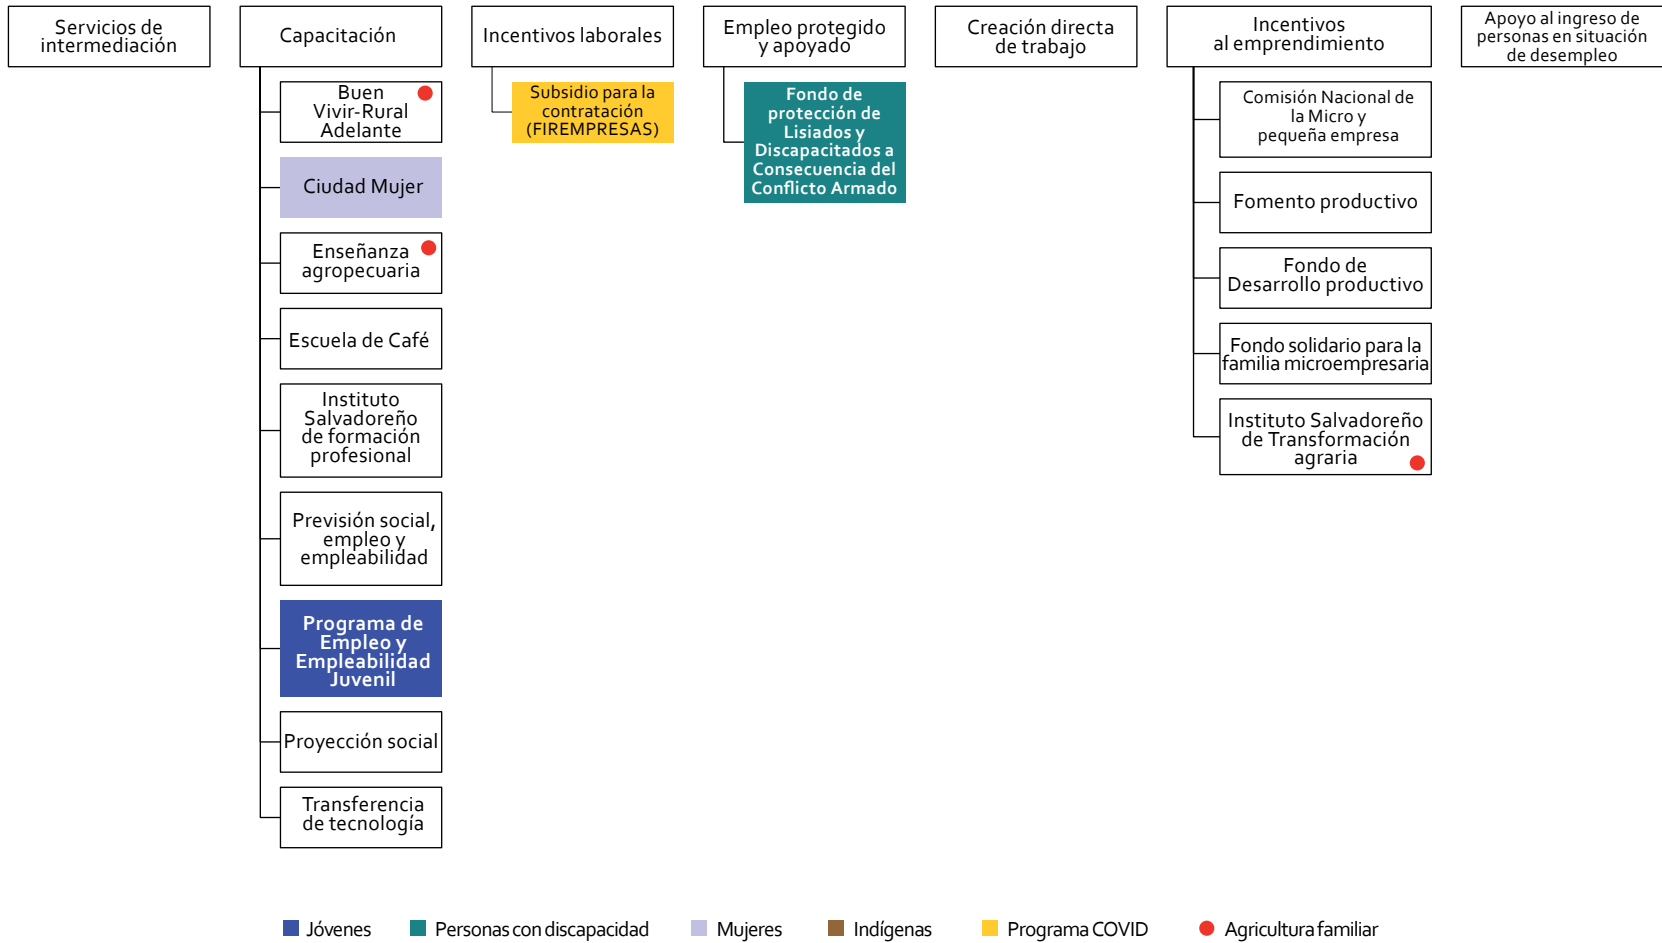 Servicios de
intermediación
Capacitación
Incentivos laborales
Empleo protegido
y apoyado
Creación directa
de trabajo
Incentivos
al emprendimiento
Apoyo al ingreso de
personas en situación
de desempleo
Buen
Vivir-Rural
Adelante
Ciudad Mujer
Enseñanza
agropecuaria
Escuela de Café
Instituto
Salvadoreño
de formación
profesional
Previsión social,
empleo y
empleabilidad
Programa de
Empleo y
Empleabilidad
Juvenil
Proyección social
Transferencia
de tecnología
Subsidio para la
contratación
(FIREMPRESAS)
Fondo de
protección de
Lisiados y
Discapacitados a
Consecuencia del
Conflicto Armado
Comisión Nacional de
la Micro y
pequeña empresa
Fomento productivo
Fondo de
Desarrollo productivo
Fondo solidario para la
familia microempresaria
Instituto Salvadoreño
de Transformación
agraria
Jóvenes
Personas con discapacidad
Mujeres
Indígenas
Programa COVID
Agricultura familiar